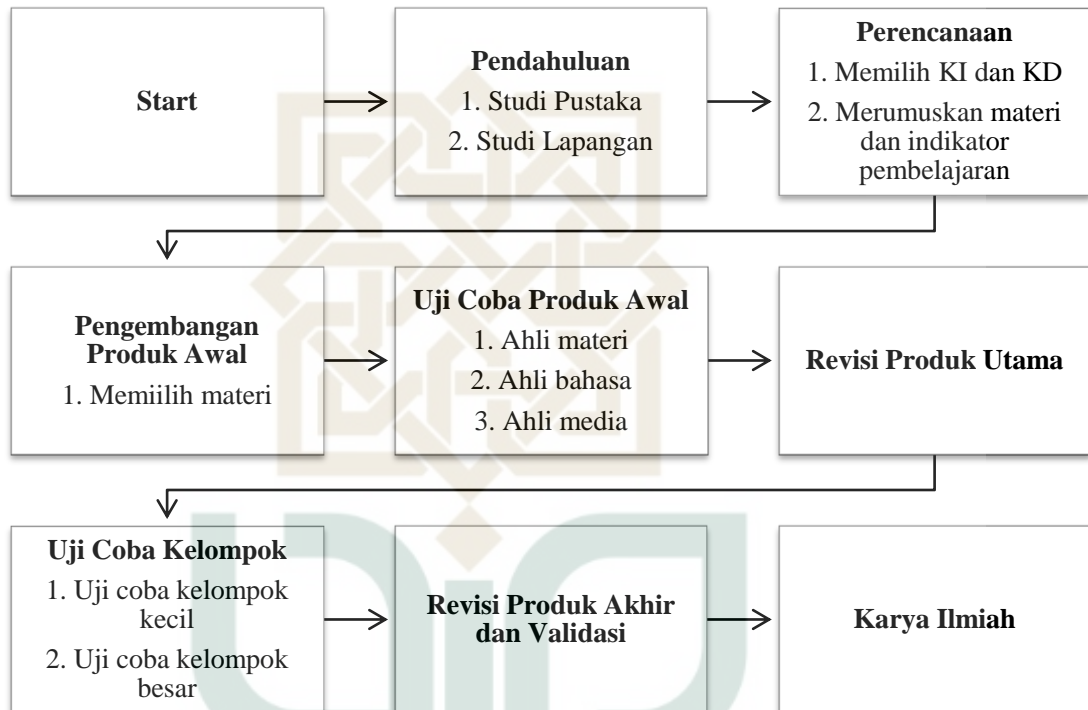 Start
Pendahuluan
1. Studi Pustaka
2. Studi Lapangan
Perencanaan
1. Memilih KI dan KD
2. Merumuskan materi
dan indikator
pembelajaran
Pengembangan
Produk Awal
1. Memiilih materi
Uji Coba Produk Awal
1. Ahli materi
2. Ahli bahasa
3. Ahli media
Revisi Produk Utama
Uji Coba Kelompok
1. Uji coba kelompok
kecil
2. Uji coba kelompok
besar
Revisi Produk Akhir
dan Validasi
Karya Ilmiah